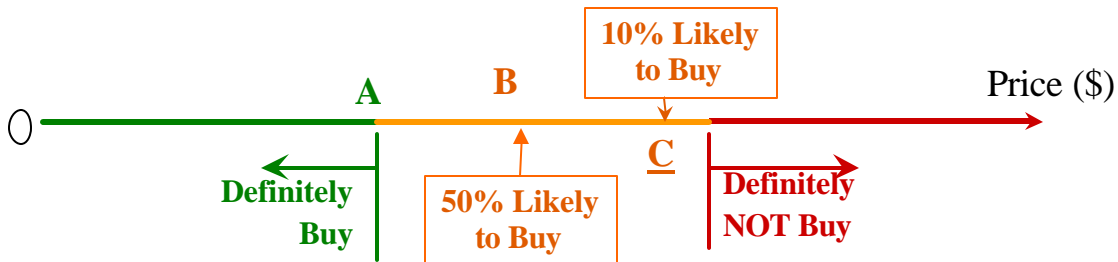 10% Likely
to Buy
B
Price ($)
A
0
C
Definitely
Buy
50% Likely
to Buy
Definitely
NOT Buy